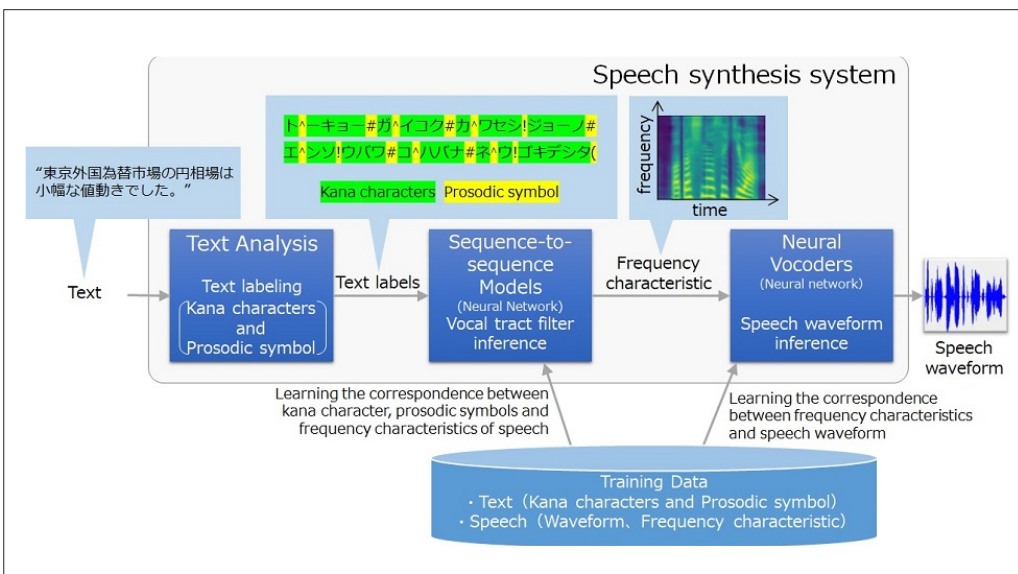 Speech synthesis system
ト^ーキョー#ガ^イコク#カ^ワセシ!ジョーノ#
エ^ンソ!ウバワ#コ^ハバナ#ネ^ウ!ゴキデシタ(
Kana characters Prosodic symbol
frequency
time
“東京外国為替市場の円相場は
小幅な値動きでした。”
Text
Text Analysis
Text labeling
Kana characters
and
Prosodic symbol
Text labels
Sequence-to-
sequence
Models
(Neural Network)
Vocal tract filter
inference
Frequency
characteristic
Neural
Vocoders
(Neural network)
Speech waveform
inference
Speech
waveform
Learning the correspondence between
kana character, prosodic symbols and
frequency characteristics of speech
Learning the correspondence
between frequency characteristics
and speech waveform
Training Data
・Text（Kana characters and Prosodic symbol）
・Speech（Waveform、Frequency characteristic）